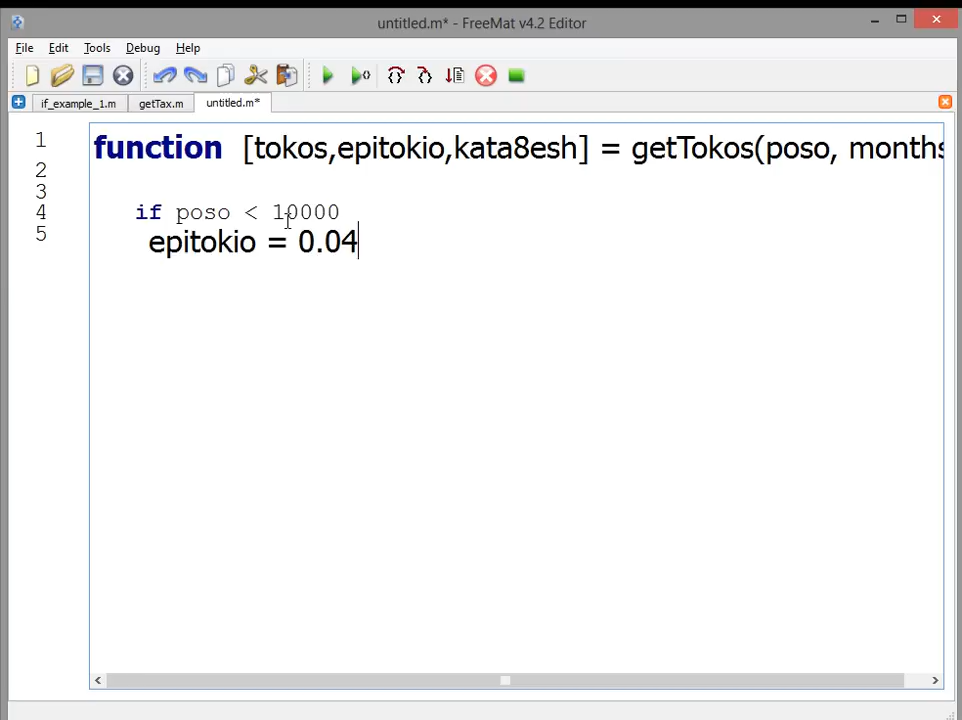 untitled.m* - FreeMat v4.2 Editor
File Edit Tools Debug Help
if_example_1.m getTax.m untitled.m*
1 function [tokos,epitokio,kata8esh] = getTokos(poso, months
2
3
4 if poso < 10000
5 epitokio = 0.04